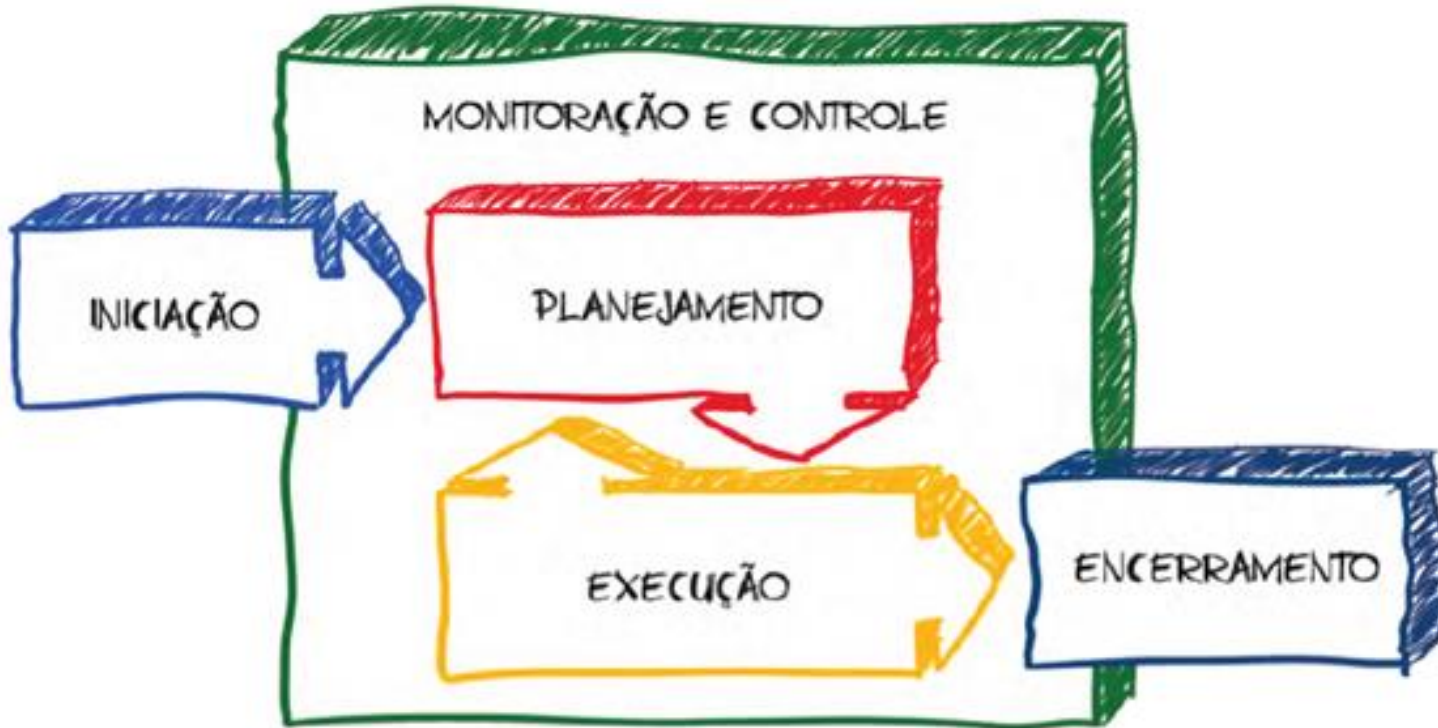 MONITORAÇÃO E CONTROLE
INICIAÇÃO
PLANEJAMENTO
EXECUÇÃO
ENCERRAMENTO